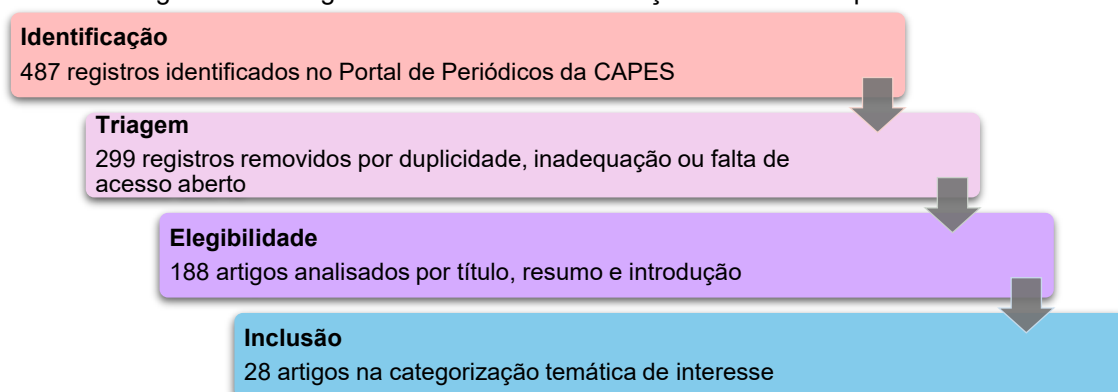 Identificação
487 registros identificados no Portal de Periódicos da CAPES
Triagem
299 registros removidos por duplicidade, inadequação ou falta de
acesso aberto
Elegibilidade
188 artigos analisados por título, resumo e introdução
Inclusão
28 artigos na categorização temática de interesse